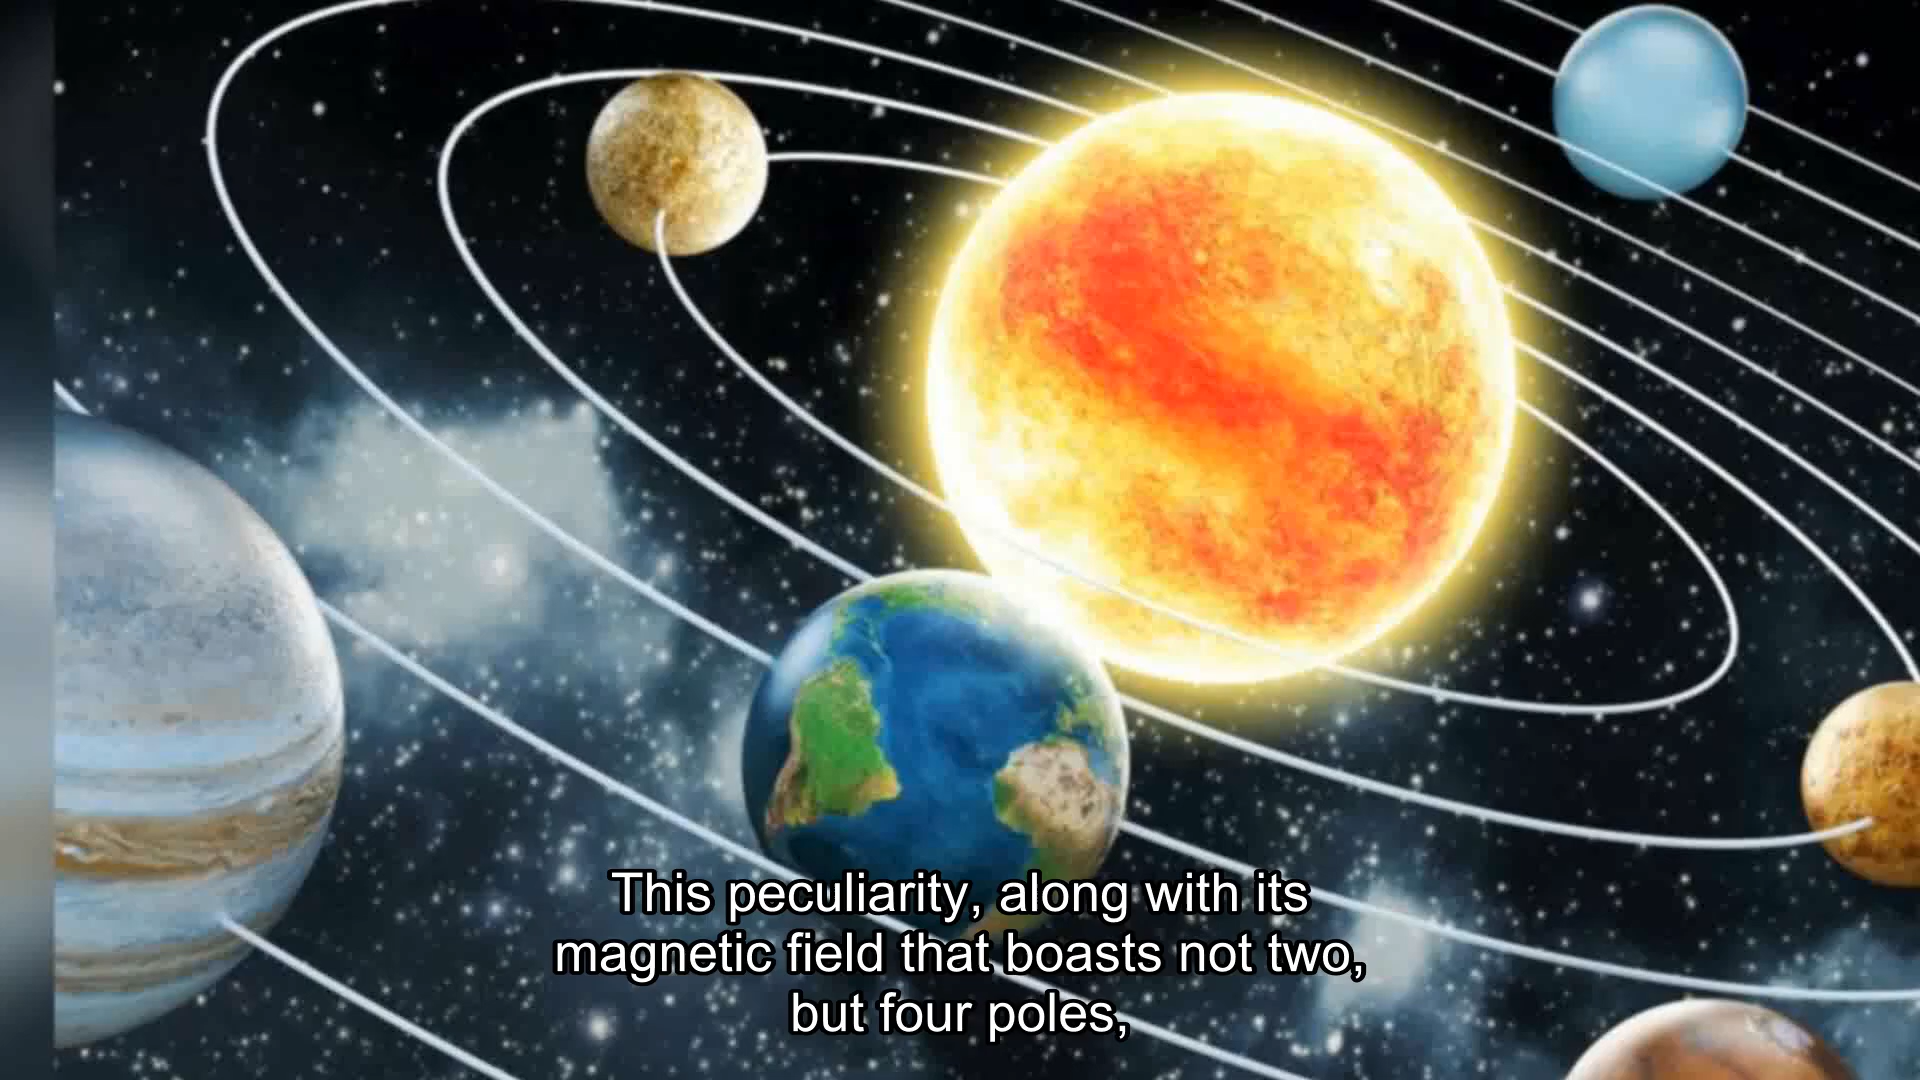 This peculiarity, along with its
magnetic field that boasts not two,
but four poles,